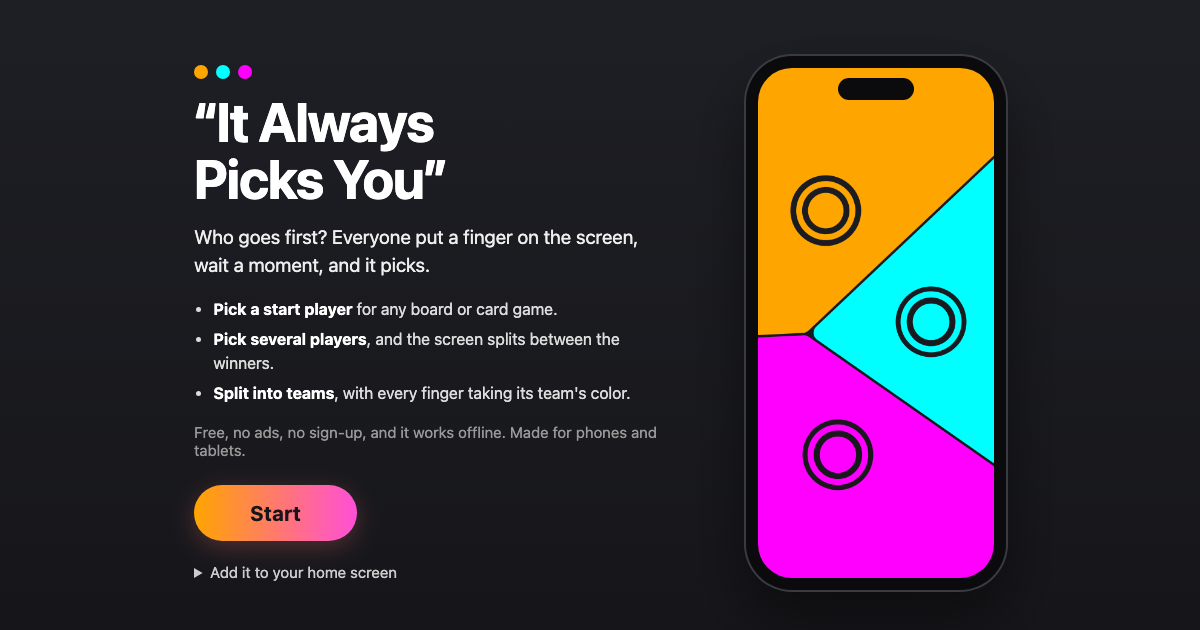 “It Always
Picks You”
Who goes first? Everyone put a finger on the screen,
wait a moment, and it picks.
• Pick a start player for any board or card game.
• Pick several players, and the screen splits between the
winners.
• Split into teams, with every finger taking its team's color.
Free, no ads, no sign-up, and it works offline. Made for phones and
tablets.
Start
▶ Add it to your home screen